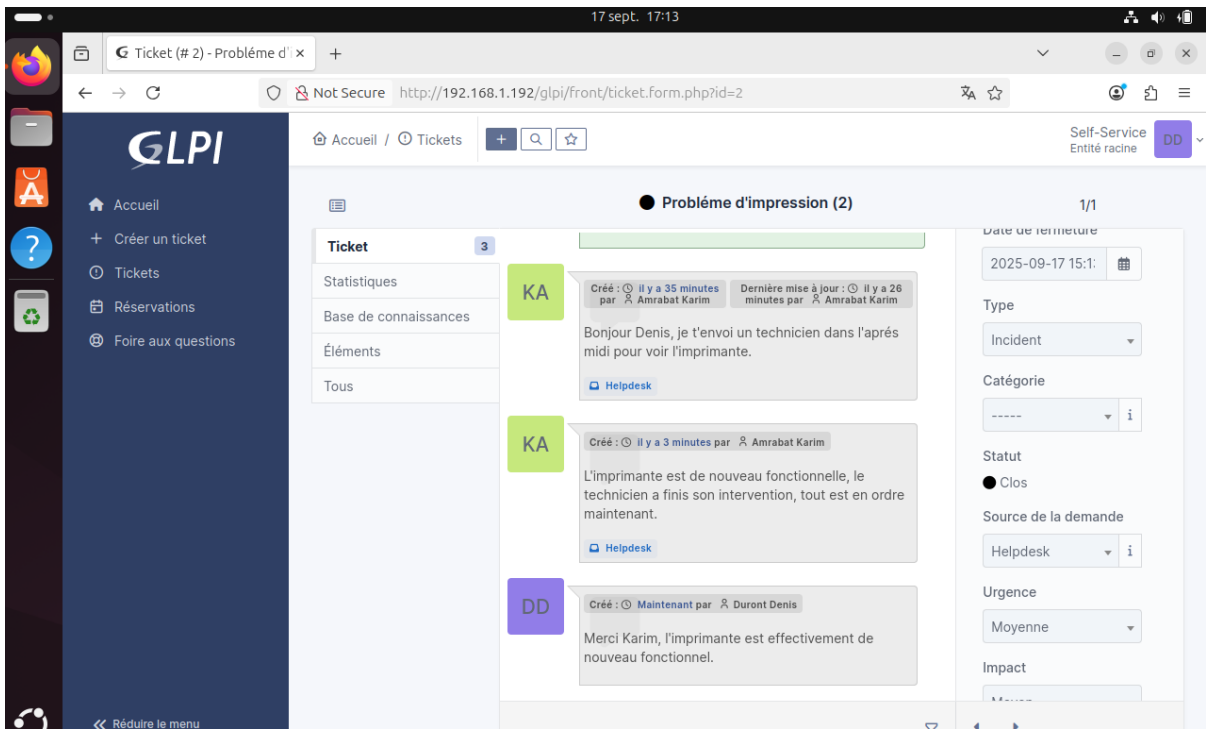 17 sept. 17:13
Ticket (# 2) - Probléme d'i
Not Secure http://192.168.1.192/glpi/front/ticket.form.php?id=2
GLPI
Accueil / Tickets
Self-Service
Entité racine
DD
Accueil
Créer un ticket
Tickets
Réservations
Foire aux questions
Réduire le menu
Probléme d'impression (2)
1/1
Ticket 3
Statistiques
Base de connaissances
Éléments
Tous
KA
Créé : il y a 35 minutes par Amrabat Karim
Dernière mise à jour : il y a 26 minutes par Amrabat Karim
Bonjour Denis, je t'envoi un technicien dans l'aprés
midi pour voir l'imprimante.
Helpdesk
KA
Créé : il y a 3 minutes par Amrabat Karim
L'imprimante est de nouveau fonctionnelle, le
technicien a finis son intervention, tout est en ordre
maintenant.
Helpdesk
DD
Créé : Maintenant par Duront Denis
Merci Karim, l'imprimante est effectivement de
nouveau fonctionnel.
Date de fermeture
2025-09-17 15:1
Type
Incident
Catégorie
-----
i
Statut
Clos
Source de la demande
Helpdesk
i
Urgence
Moyenne
Impact
Moyen